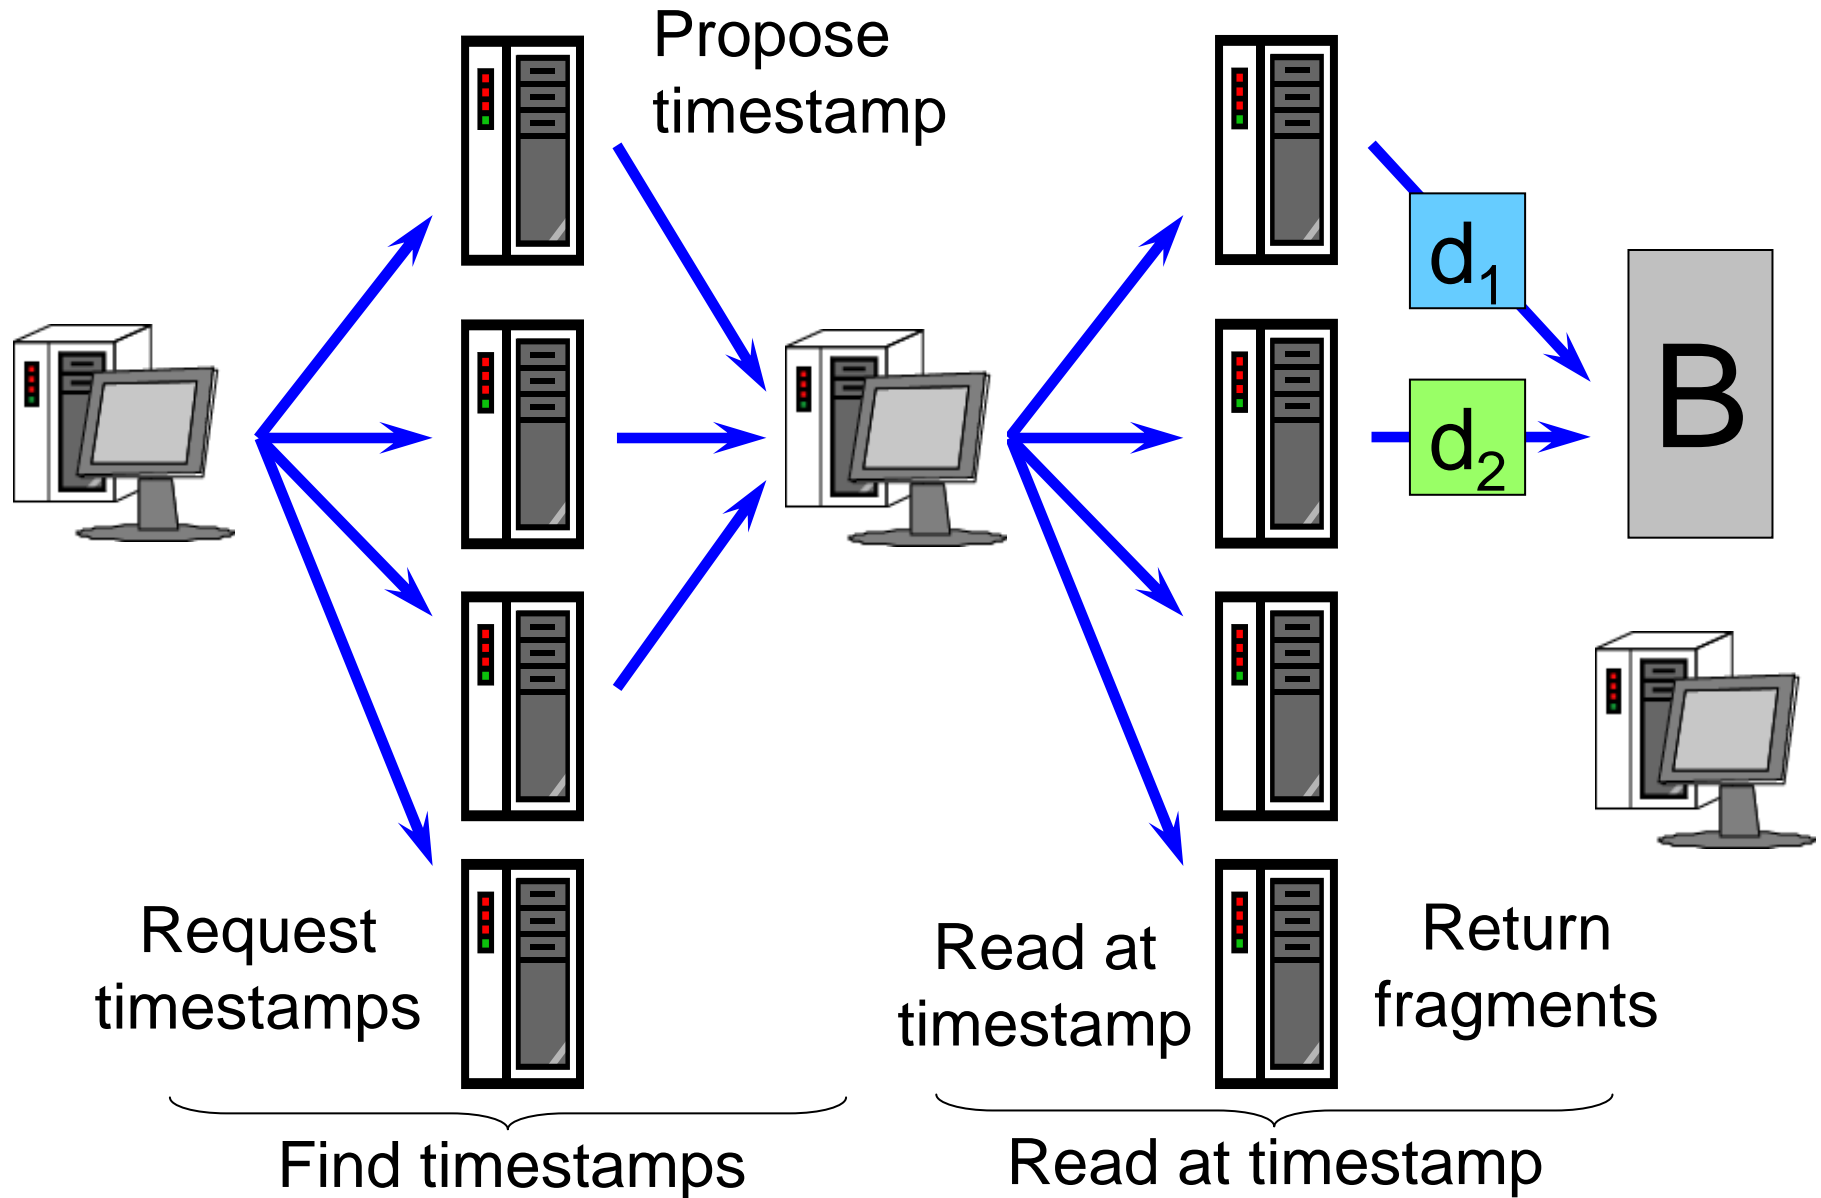 Propose
timestamp
d1
d2
B
Request
timestamps
Read at
timestamp
Return
fragments
Find timestamps
Read at timestamp